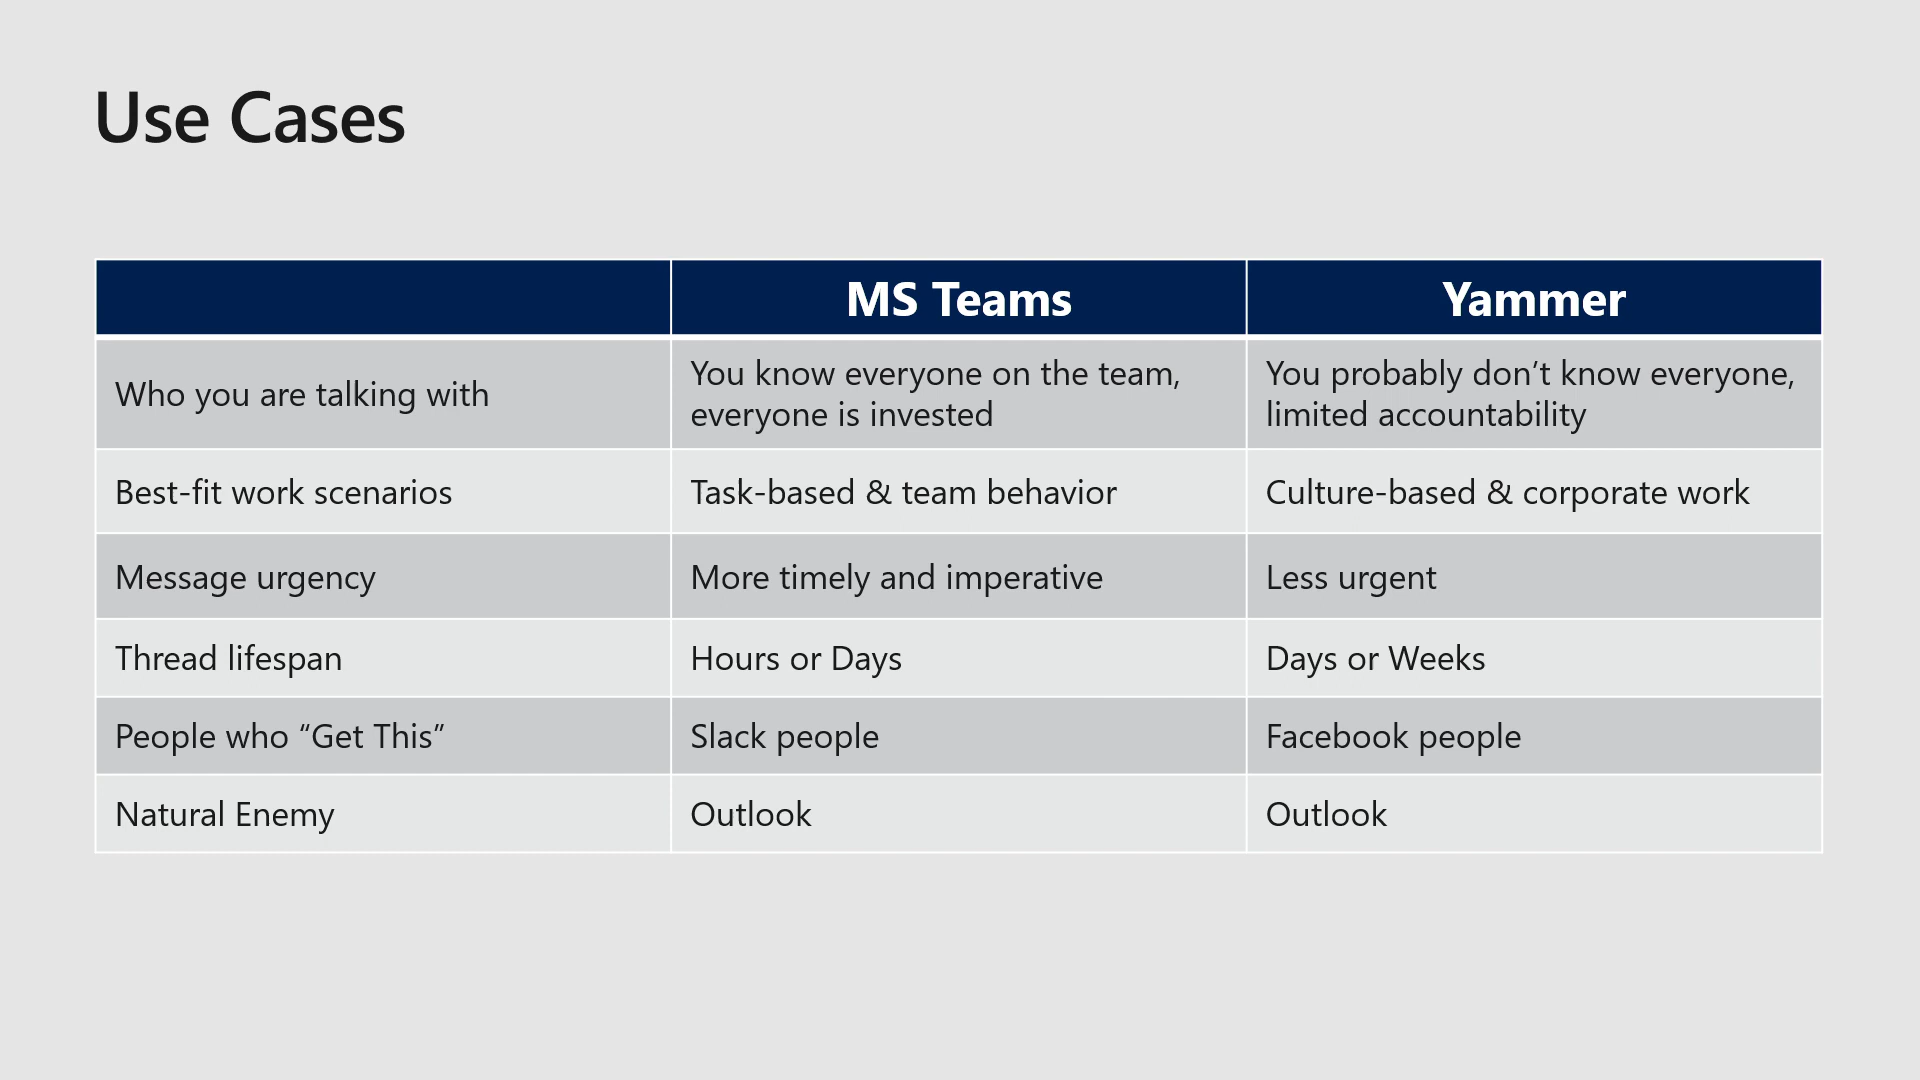 Use Cases
MS Teams
Yammer
Who you are talking with
You know everyone on the team,
everyone is invested
You probably don’t know everyone,
limited accountability
Best-fit work scenarios
Task-based & team behavior
Culture-based & corporate work
Message urgency
More timely and imperative
Less urgent
Thread lifespan
Hours or Days
Days or Weeks
People who “Get This”
Slack people
Facebook people
Natural Enemy
Outlook
Outlook